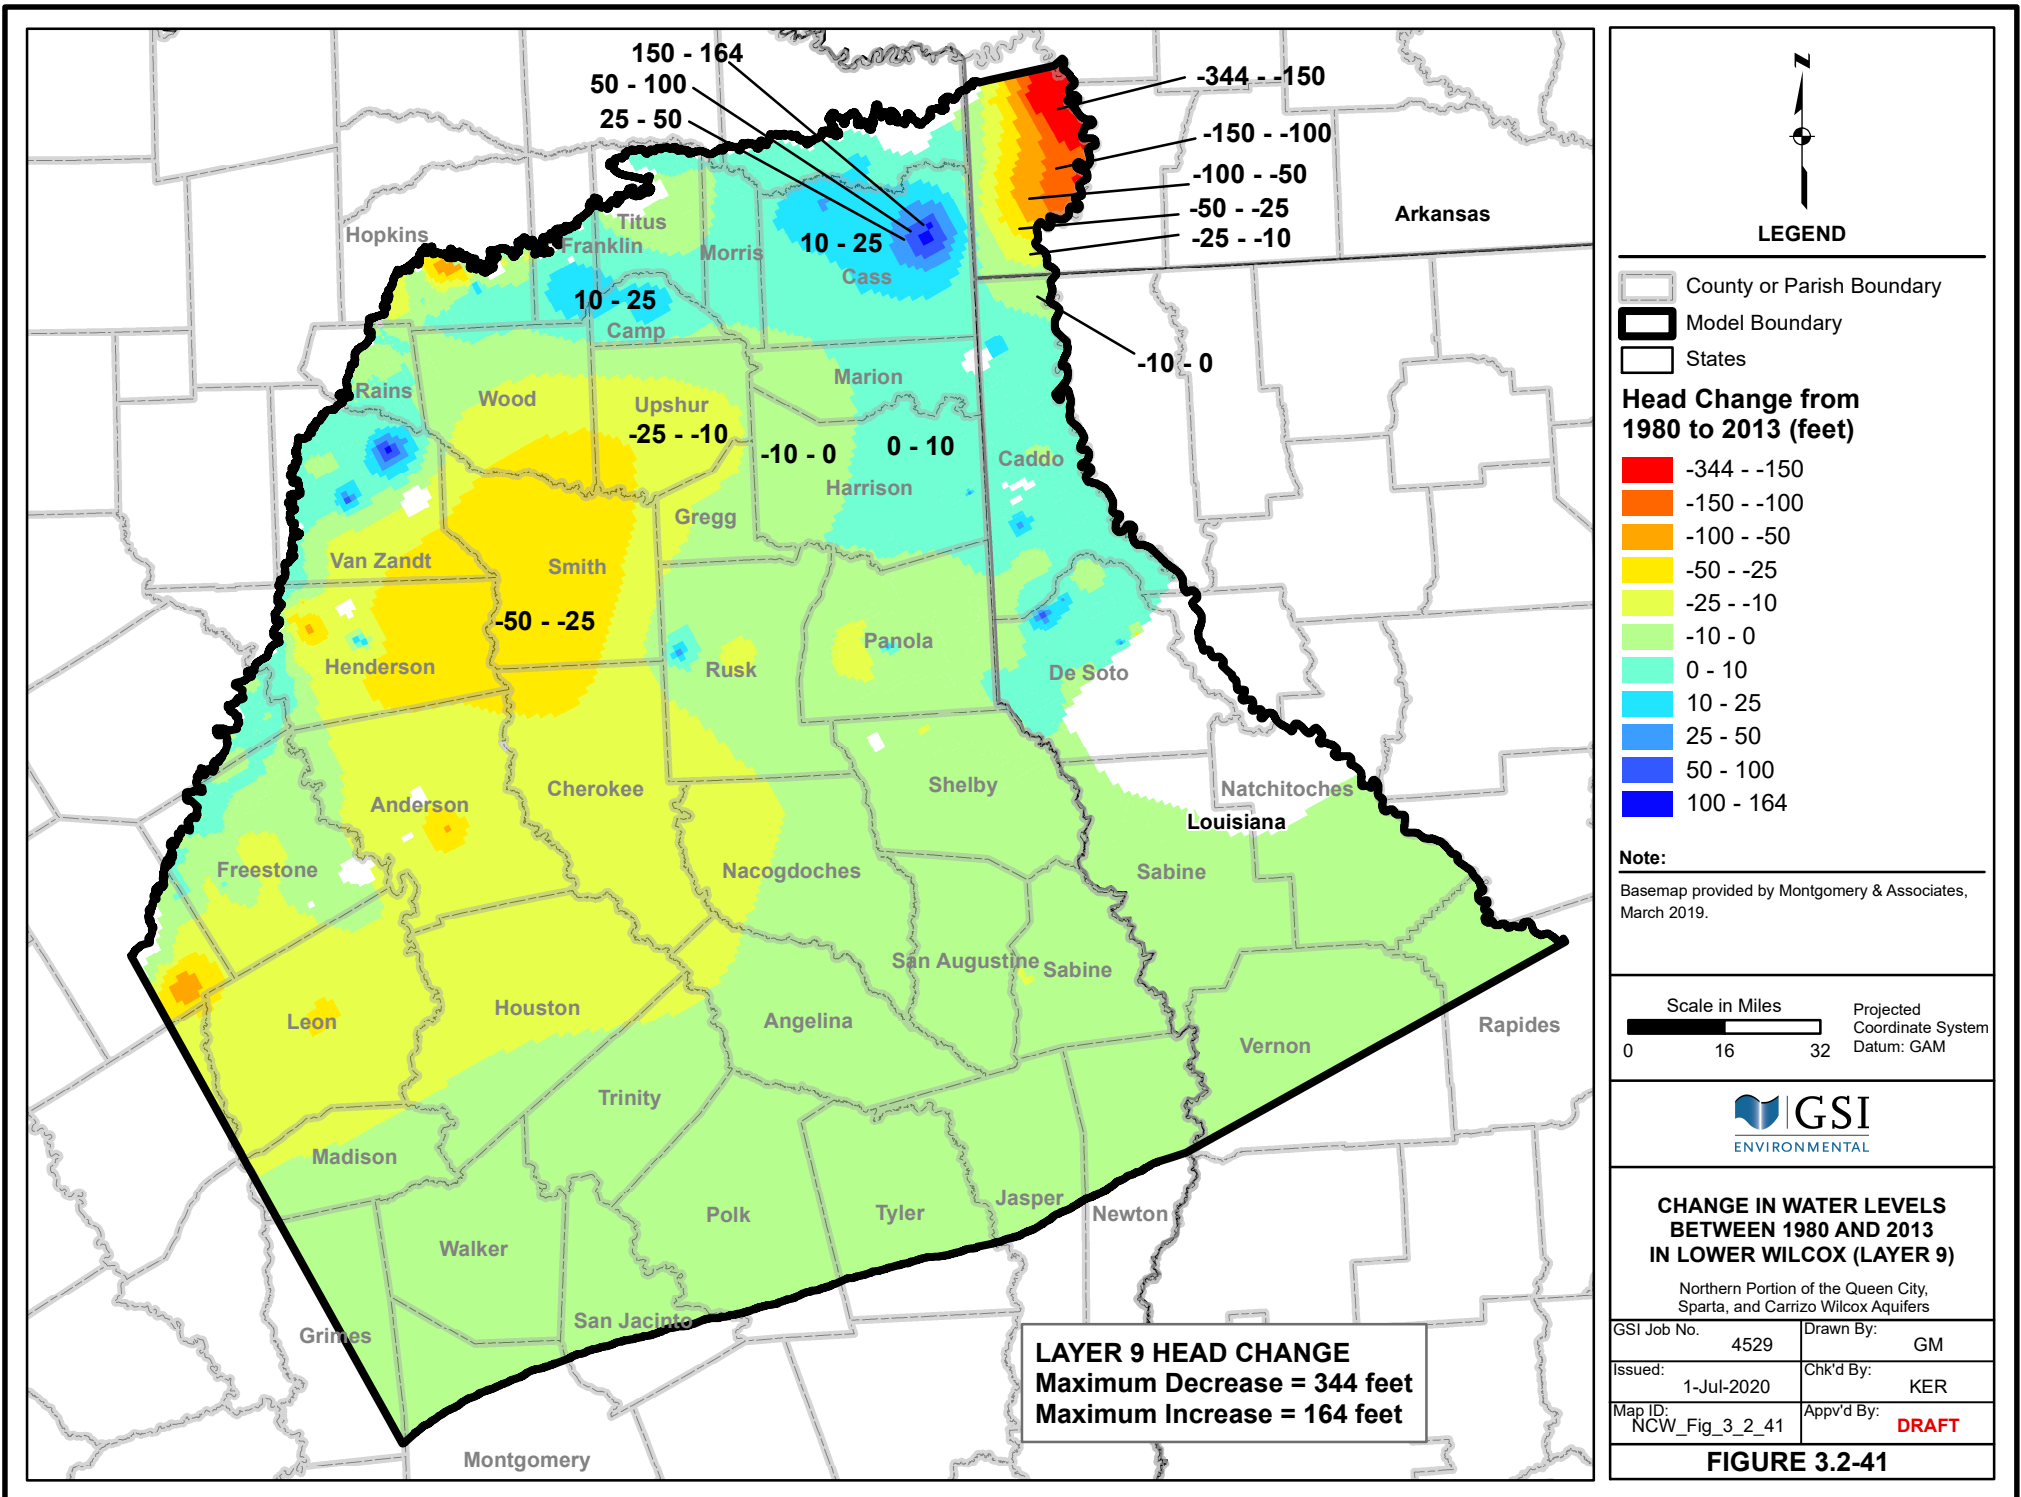 150 - 164
50 - 100
25 - 50
-344 - -150
-150 - -100
-100 - -50
-50 - -25
-25 - -10
Arkansas
Hopkins
Titus
Franklin
Morris
10 - 25
Cass
10 - 25
Camp
-10 - 0
Rains
Wood
Marion
Upshur
-25 - -10
-10 - 0
0 - 10
Caddo
Harrison
Gregg
Van Zandt
Smith
-50 - -25
Henderson
Rusk
Panola
De Soto
Cherokee
Shelby
Natchitoches
Anderson
Louisiana
Freestone
Nacogdoches
Sabine
San Augustine
Sabine
Leon
Houston
Angelina
Rapides
Vernon
Trinity
Madison
Polk
Tyler
Jasper
Newton
Walker
San Jacinto
Grimes
Montgomery
LAYER 9 HEAD CHANGE
Maximum Decrease = 344 feet
Maximum Increase = 164 feet
N
LEGEND
County or Parish Boundary
Model Boundary
States
Head Change from
1980 to 2013 (feet)
-344 - -150
-150 - -100
-100 - -50
-50 - -25
-25 - -10
-10 - 0
0 - 10
10 - 25
25 - 50
50 - 100
100 - 164
Note:
Basemap provided by Montgomery & Associates,
March 2019.
Scale in Miles
0 16 32
Projected
Coordinate System
Datum: GAM
GSI
ENVIRONMENTAL
CHANGE IN WATER LEVELS
BETWEEN 1980 AND 2013
IN LOWER WILCOX (LAYER 9)
Northern Portion of the Queen City,
Sparta, and Carrizo Wilcox Aquifers
GSI Job No. 4529
Drawn By: GM
Issued: 1-Jul-2020
Chk'd By: KER
Map ID: NCW_Fig_3_2_41
Appv'd By: DRAFT
FIGURE 3.2-41